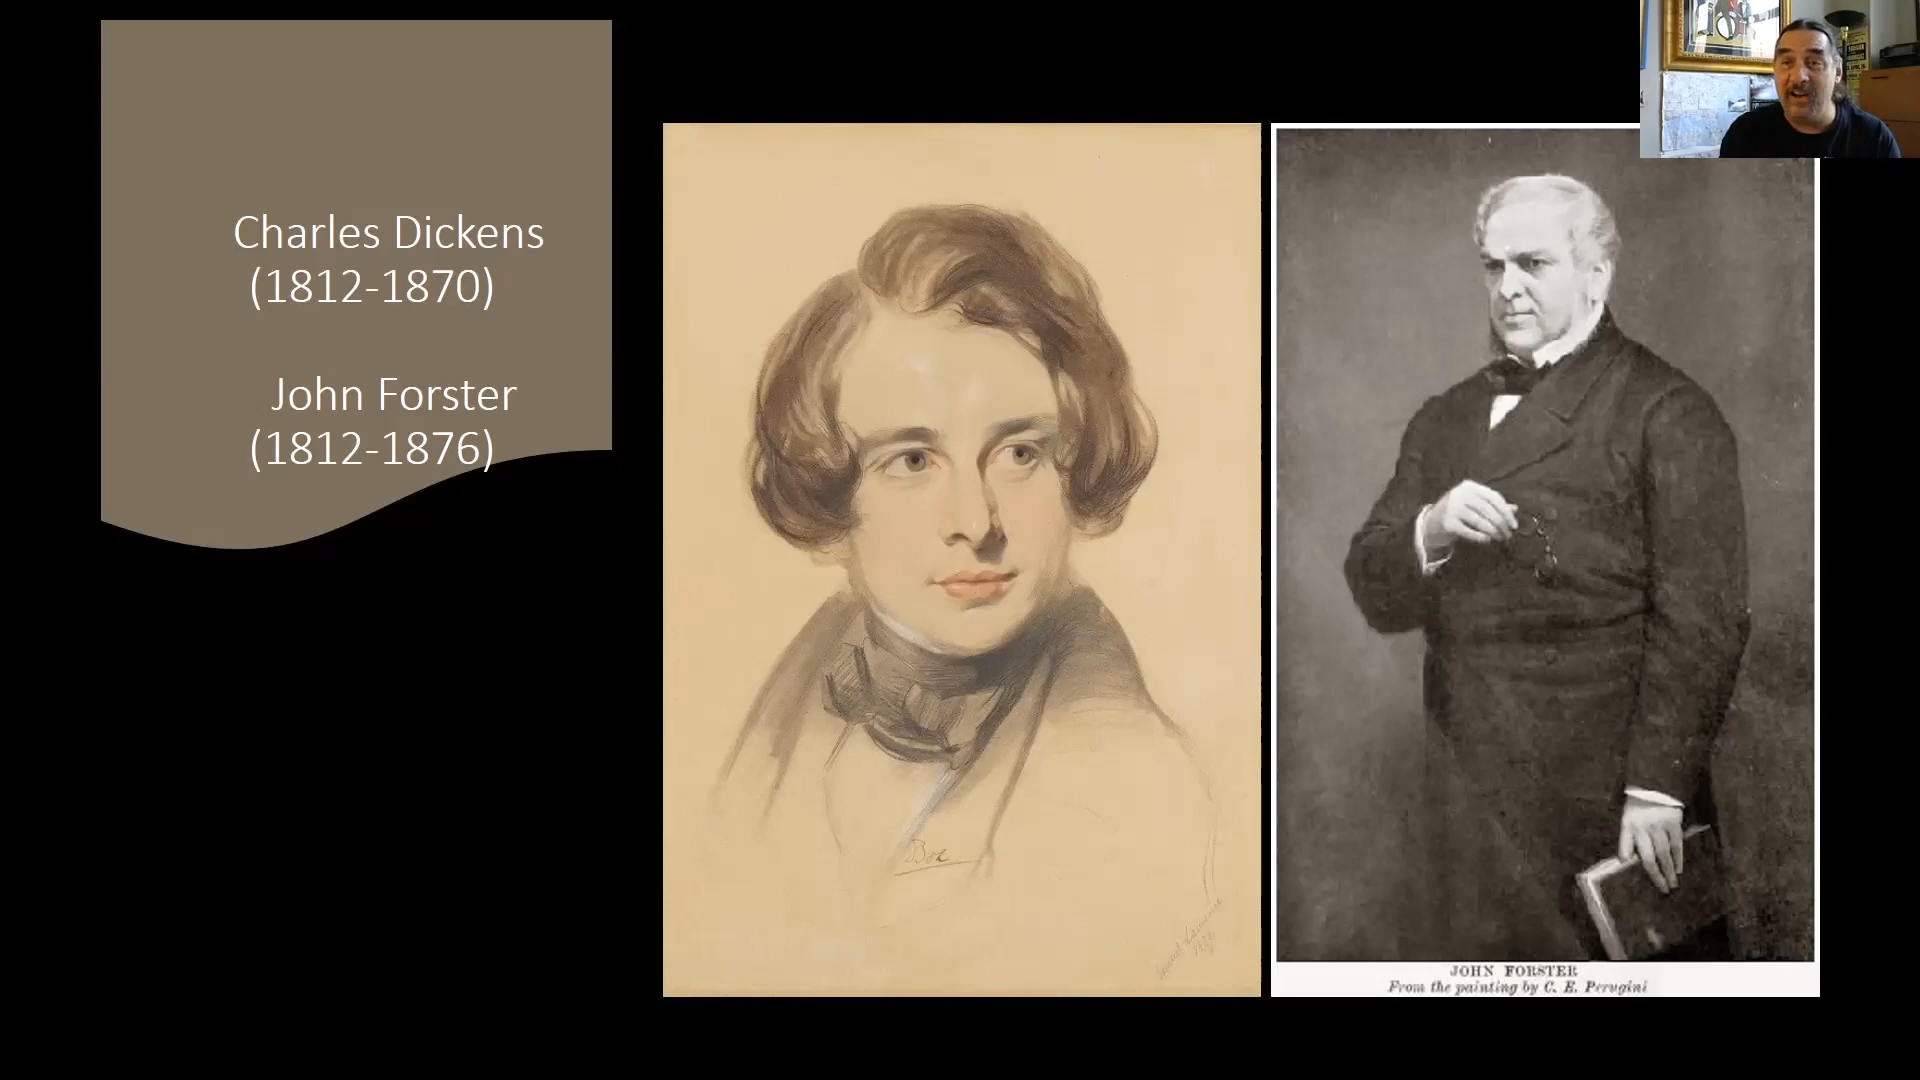 Charles Dickens
(1812-1870)
John Forster
(1812-1876)
Boz
JOHN FORSTER
From the painting by C. E. Perugini